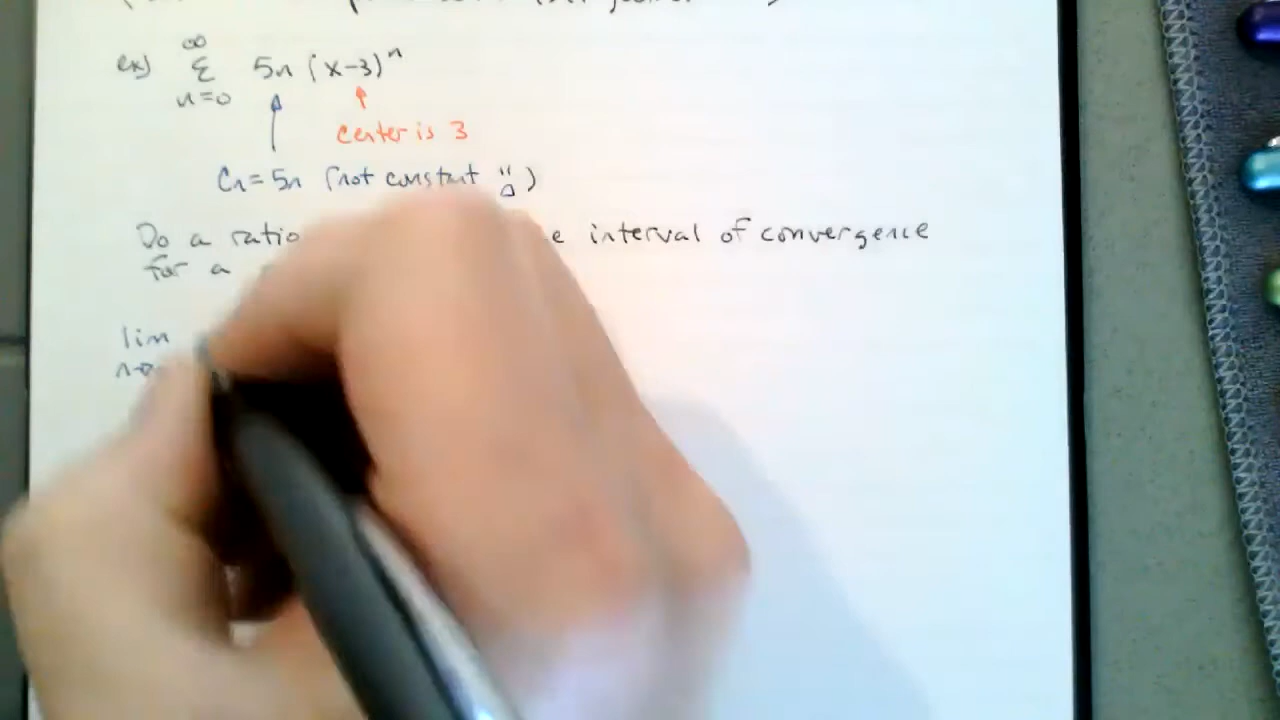 ex) ∞ Σ n=0 5n (x-3)ⁿ
center is 3
Cn = 5n (not constant
Do a ratio interval of convergence
for a
lim